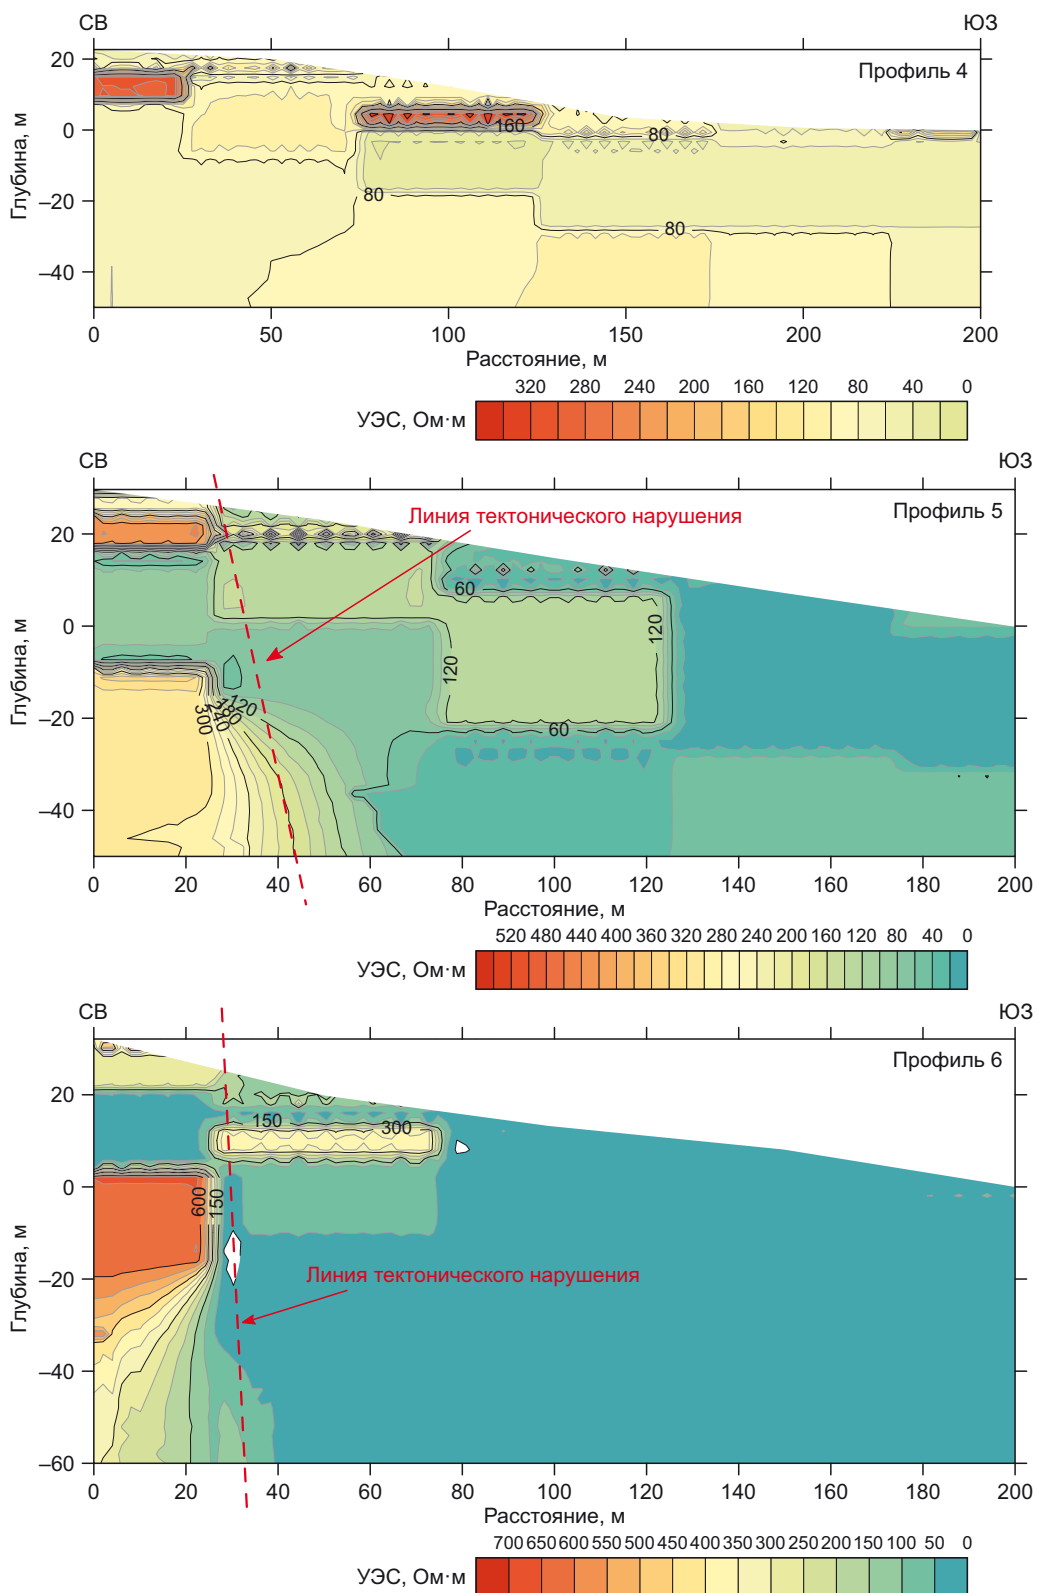 СВ ЮЗ
Профиль 4
Глубина, м
20
0
–20
–40
160
80
80
80
0 50 100 150 200 200
Расстояние, м
УЭС, Ом·м
320 280 240 200 160 120 80 40 0
СВ ЮЗ
Профиль 5
Линия тектонического нарушения
Глубина, м
20
0
–20
–40
60
120
120
60
120
180
240
300
0 20 40 60 80 100 120 140 160 180 200
Расстояние, м
УЭС, Ом·м
520 480 440 400 360 320 280 240 200 160 120 80 40 0
СВ ЮЗ
Профиль 6
Глубина, м
20
0
–20
–40
–60
150 300
600 150
Линия тектонического нарушения
0 20 40 60 80 100 120 140 160 180 200
Расстояние, м
УЭС, Ом·м
700 650 600 550 500 450 400 350 300 250 200 150 100 50 0